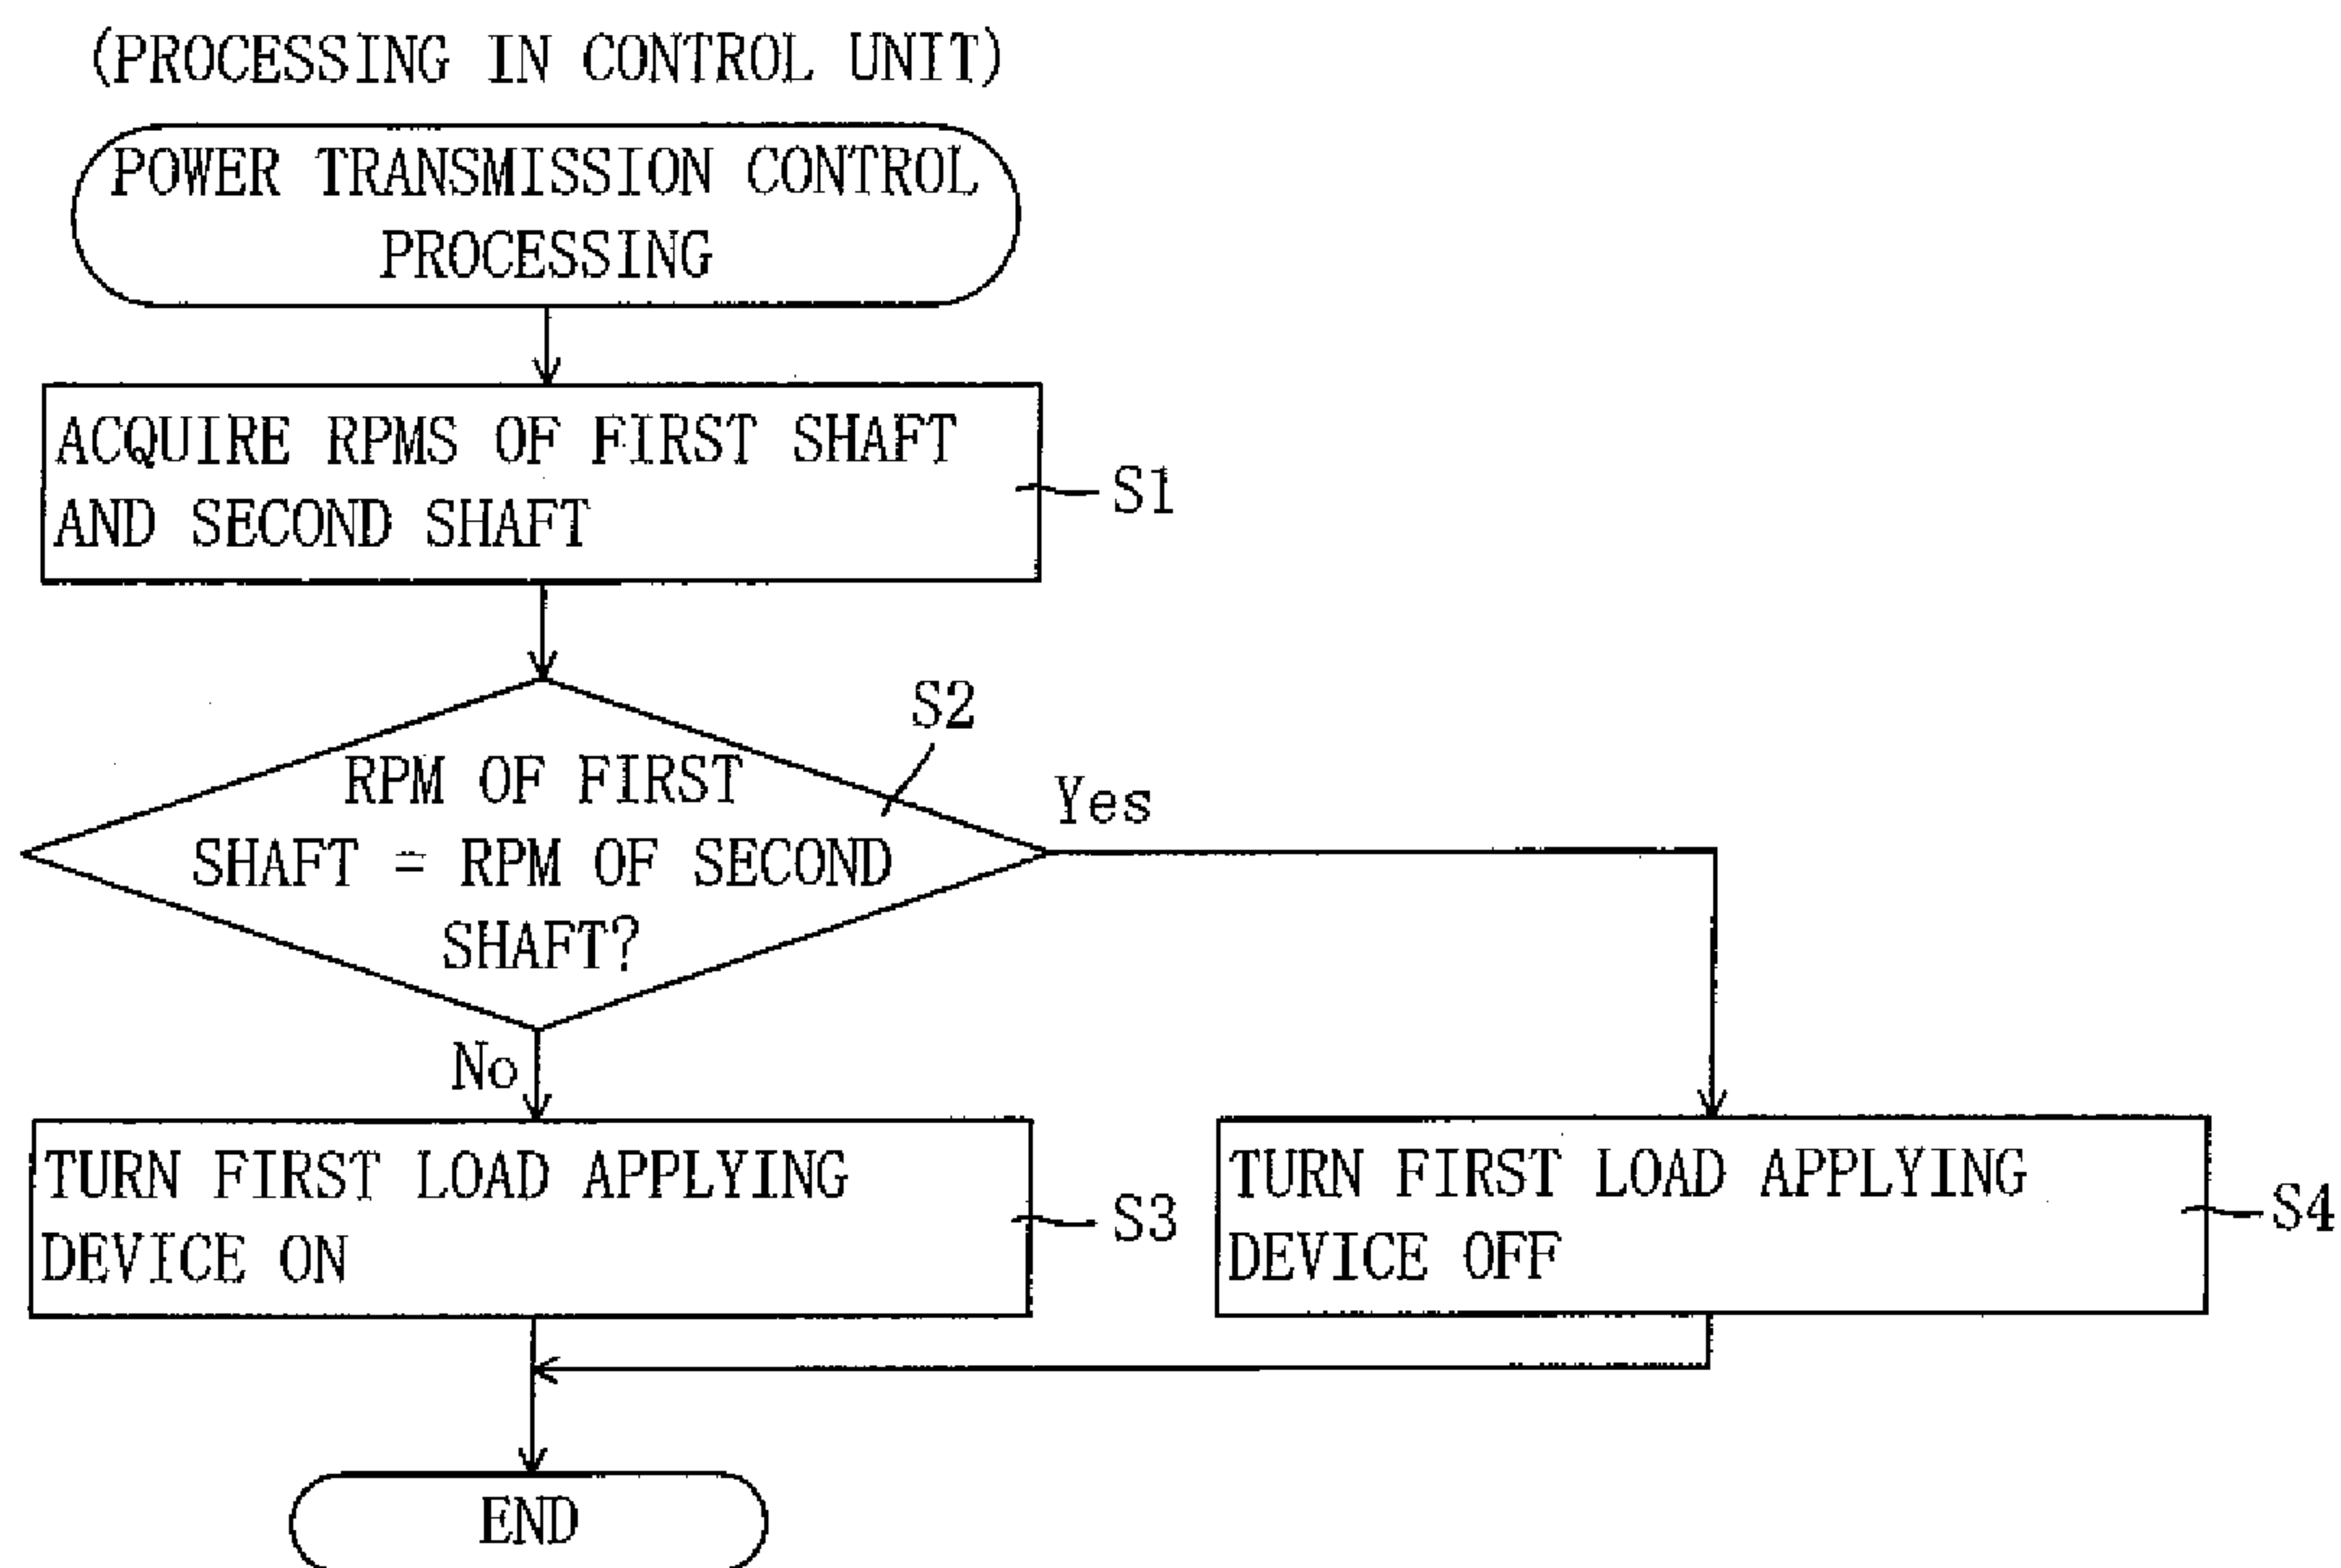 (PROCESSING IN CONTROL UNIT)
POWER TRANSMISSION CONTROL
PROCESSING
ACQUIRE RPMS OF FIRST SHAFT
AND SECOND SHAFT
S1
S2
RPM OF FIRST
SHAFT = RPM OF SECOND
SHAFT?
Yes
No
TURN FIRST LOAD APPLYING
DEVICE ON
S3
TURN FIRST LOAD APPLYING
DEVICE OFF
S4
END